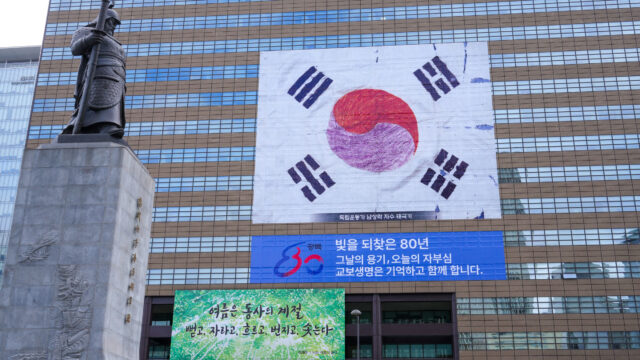 독립운동가 남상락 자수 태극기
광복
80
빛을 되찾은 80년
그날의 용기, 오늘의 자부심
교보생명은 기억하고 함께 합니다.
여름은 동사의 계절
뻗고, 자라고, 흐르고, 번지고, 솟는다